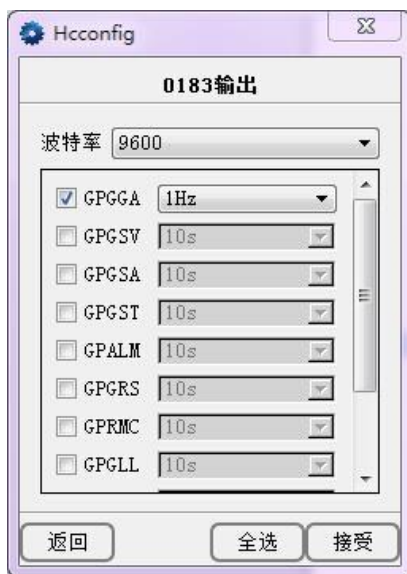 Hcconfig
0183输出
波特率 9600
GPGGA 1Hz
GPGSV 10s
GPGSA 10s
GPGST 10s
GPALM 10s
GPGRS 10s
GPRMC 10s
GPGLL 10s
返回 全选 接受